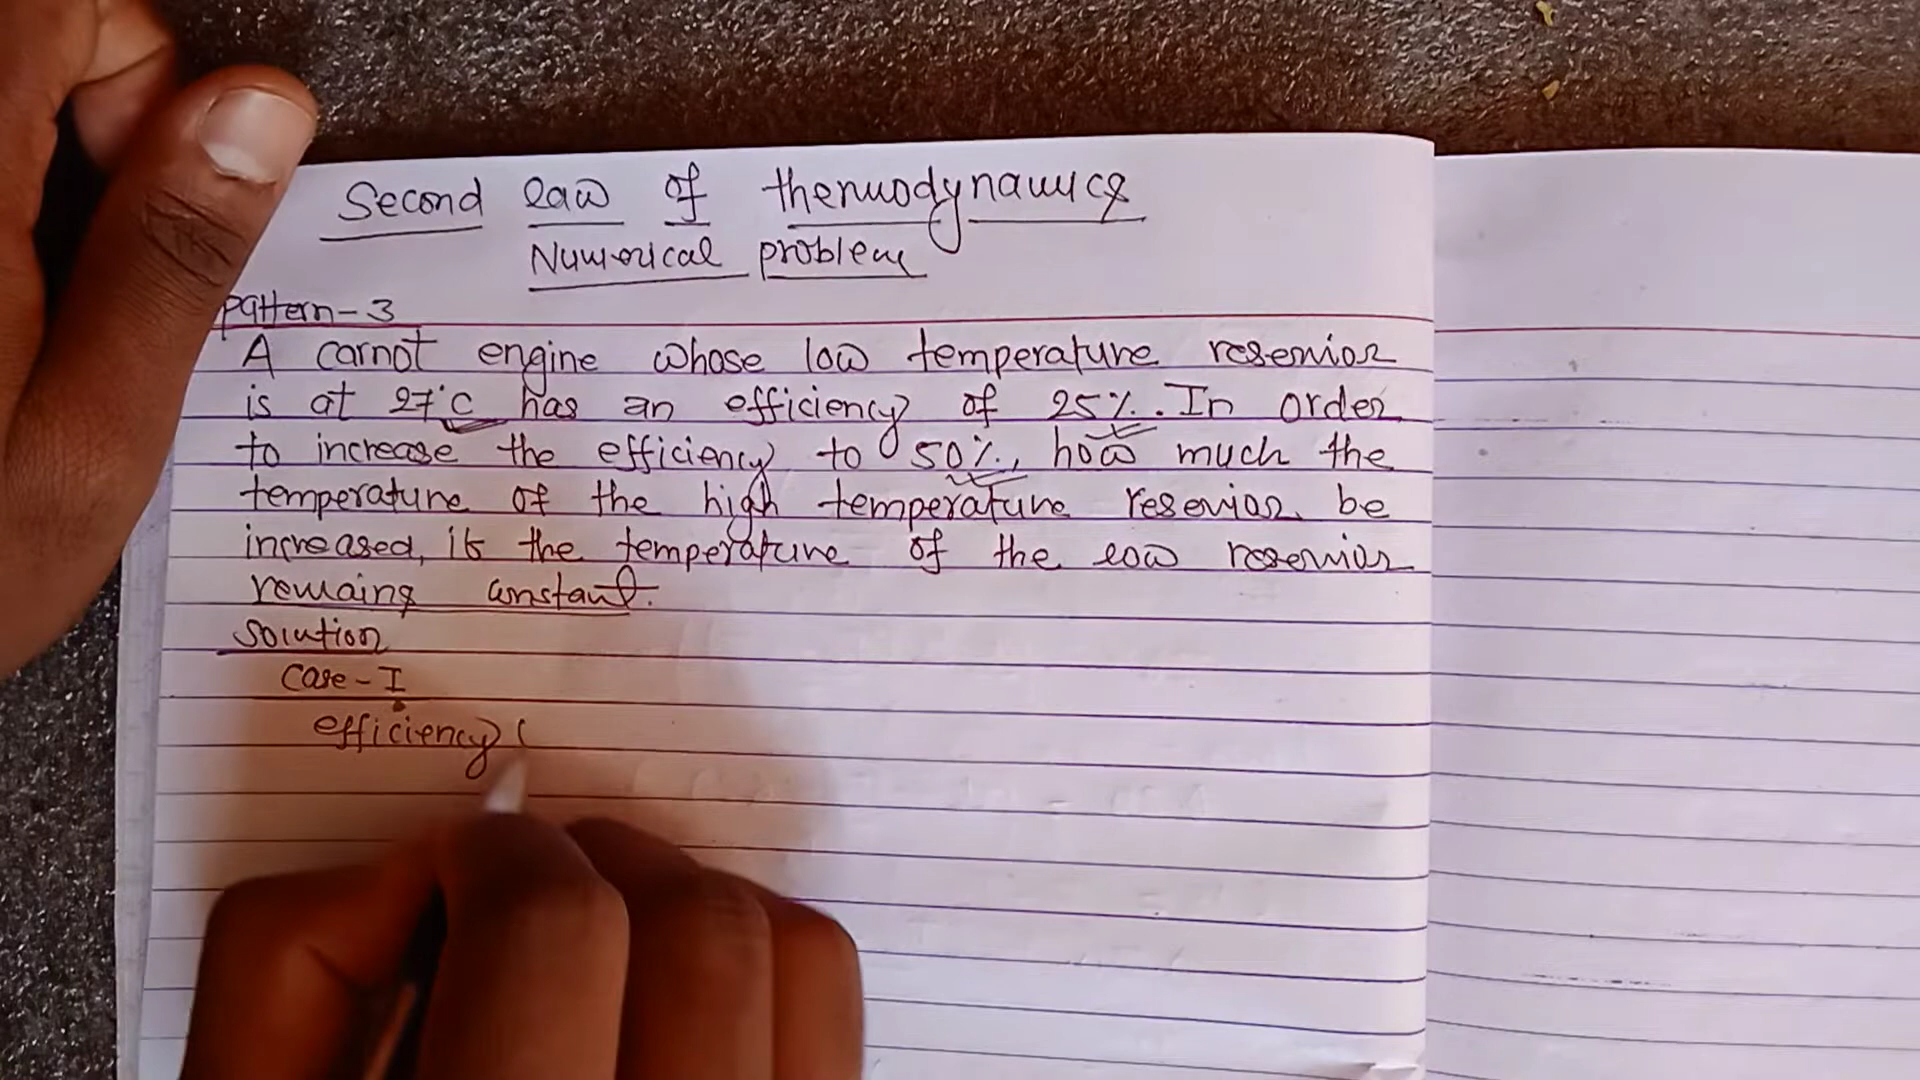 Second law of thermodynamics
Numerical problem
pattern-3
A carnot engine whose low temperature reservior
is at 27°C has an efficiency of 25%. In order
to increase the efficiency to 50%, how much the
temperature of the high temperature reservior be
increased, if the temperature of the low reservior
remains constant.
Solution
Case-I
efficiency (